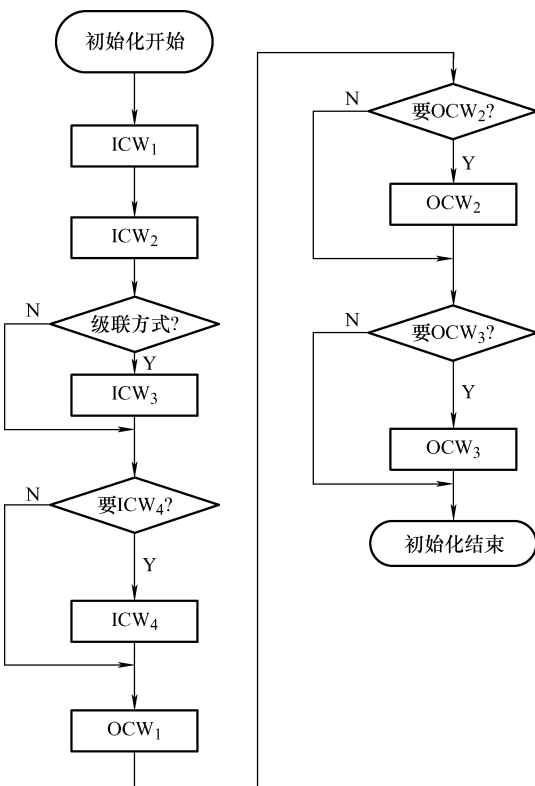 初始化开始
ICW₁
ICW₂
级联方式?
N
Y
ICW₃
要ICW₄?
N
Y
ICW₄
OCW₁
要OCW₂?
N
Y
OCW₂
要OCW₃?
N
Y
OCW₃
初始化结束